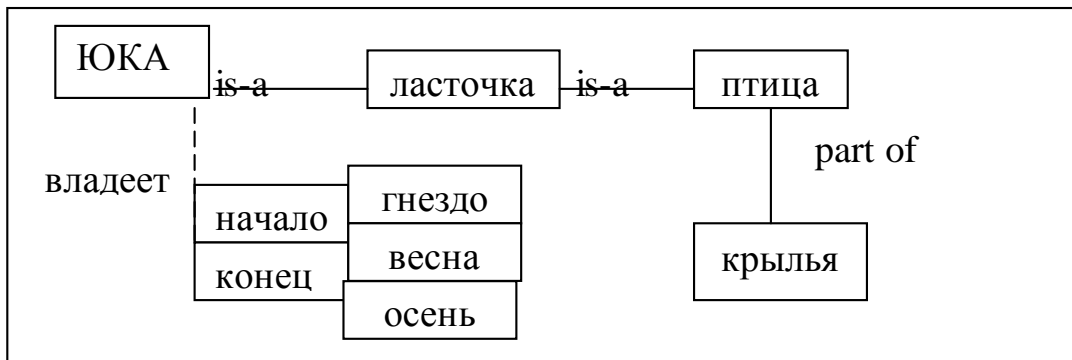 ЮКА
is-a
ласточка
is-a
птица
part of
владеет
гнездо
начало
весна
крылья
конец
осень